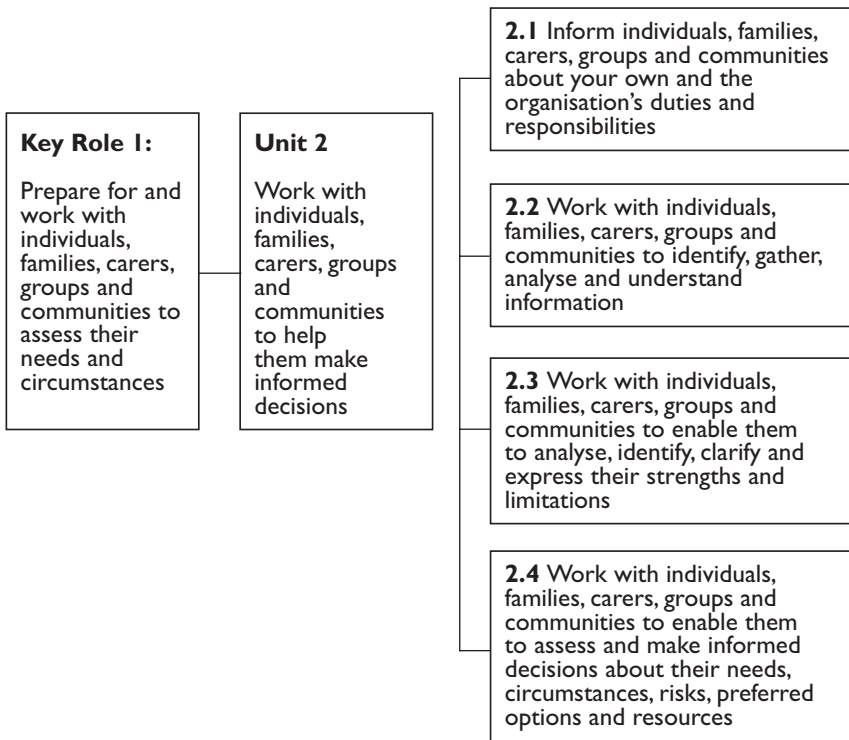 Key Role 1:
Prepare for and
work with
individuals,
families, carers,
groups and
communities to
assess their
needs and
circumstances
Unit 2
Work with
individuals,
families,
carers, groups
and
communities
to help
them make
informed
decisions
2.1 Inform individuals, families,
carers, groups and communities
about your own and the
organisation’s duties and
responsibilities
2.2 Work with individuals,
families, carers, groups and
communities to identify, gather,
analyse and understand
information
2.3 Work with individuals,
families, carers, groups and
communities to enable them
to analyse, identify, clarify and
express their strengths and
limitations
2.4 Work with individuals,
families, carers, groups and
communities to enable them
to assess and make informed
decisions about their needs,
circumstances, risks, preferred
options and resources